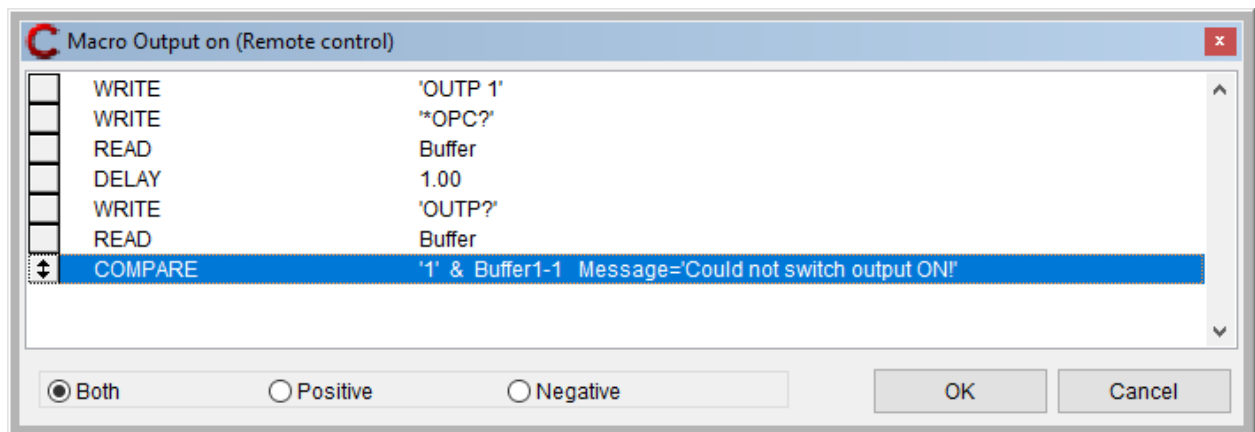 Macro Output on (Remote control)
WRITE 'OUTP 1'
WRITE '*OPC?'
READ Buffer
DELAY 1.00
WRITE 'OUTP?'
READ Buffer
COMPARE '1' & Buffer1-1 Message='Could not switch output ON!'
Both Positive Negative OK Cancel